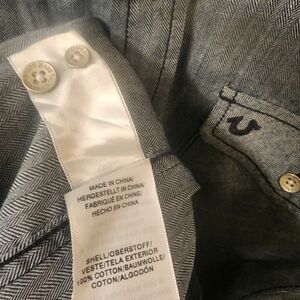 MADE IN CHINA/
HERGESTELLT IN CHINA/
FABRIQUÉ EN CHINE/
HECHO EN CHINA
SHELL/OBERSTOFF/
VESTE/TELA EXTERIOR
100% COTTON/BAUMWOLLE/
COTON/ALGODÓN